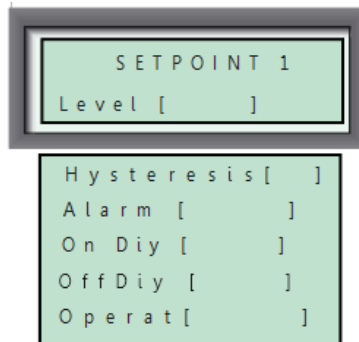 SETPOINT 1
Level [ ]
Hysteresis[ ]
Alarm [ ]
On Diy [ ]
OffDiy [ ]
Operat[ ]